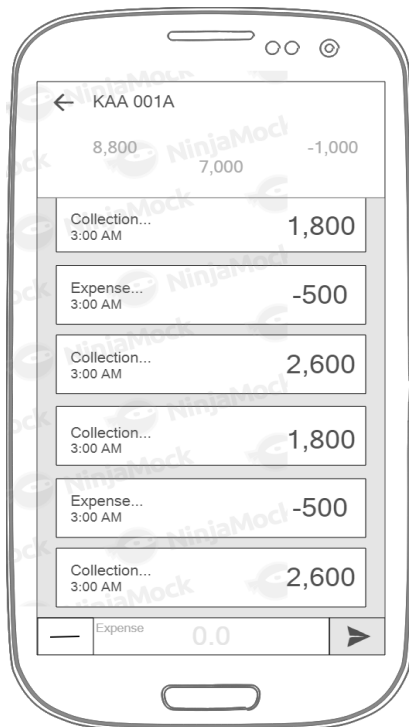 KAA 001A
8,800
-1,000
7,000
Collection...
3:00 AM
1,800
Expense...
3:00 AM
-500
Collection...
3:00 AM
2,600
Collection...
3:00 AM
1,800
Expense...
3:00 AM
-500
Collection...
3:00 AM
2,600
Expense
0.0
NinjaMock